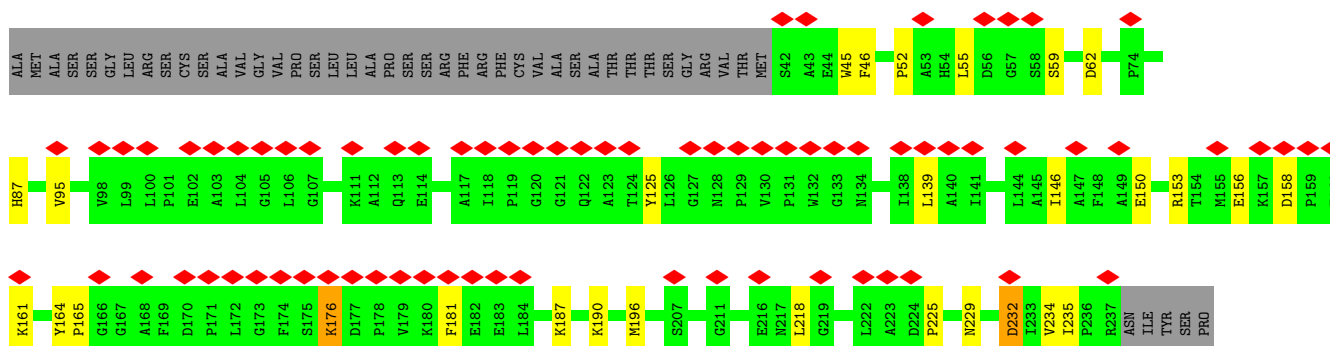 ALA MET ALA SER SER GLY LEU ARG SER CYS SER ALA VAL GLY VAL PRO SER LEU LEU ALA PRO SER SER ARG PHE ARG PHE CYS VAL ALA SER ALA THR THR THR SER GLY ARG VAL THR MET S42 A43 E44 W45 F46 P52 A53 H54 L55 D56 G57 S58 S59 D62 P74
H87 V95 V98 L99 L100 P101 E102 A103 L104 G105 L106 G107 K111 A112 Q113 E114 A117 I118 P119 G120 G121 Q122 A123 T124 Y125 L126 G127 N128 P129 V130 P131 W132 G133 N134 I138 L139 A140 I141 L144 A145 I146 A147 F148 A149 E150 R153 T154 M155 E156 K157 D158 P159
K161 Y164 P165 G166 G167 A168 F169 D170 P171 L172 G173 F174 S175 K176 D177 P178 V179 K180 F181 E182 E183 L184 K187 K190 M196 S207 G211 E216 N217 L218 G219 L222 A223 D224 P225 N229 D232 I233 V234 I235 P236 R237 ASN ILE TYR SER PRO